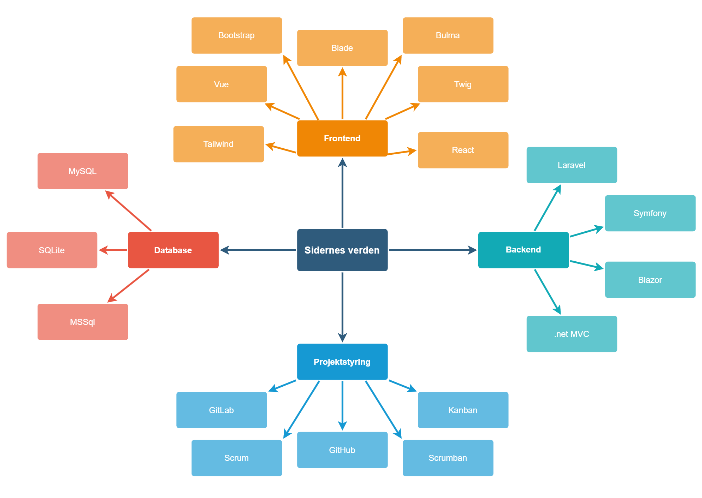 Bootstrap
Blade
Bulma
Vue
Twig
Tailwind
Frontend
React
MySQL
Laravel
Symfony
SQLite
Database
Sidernes verden
Backend
Blazor
MSSql
.net MVC
Projektstyring
GitLab
Kanban
Scrum
GitHub
Scrumban